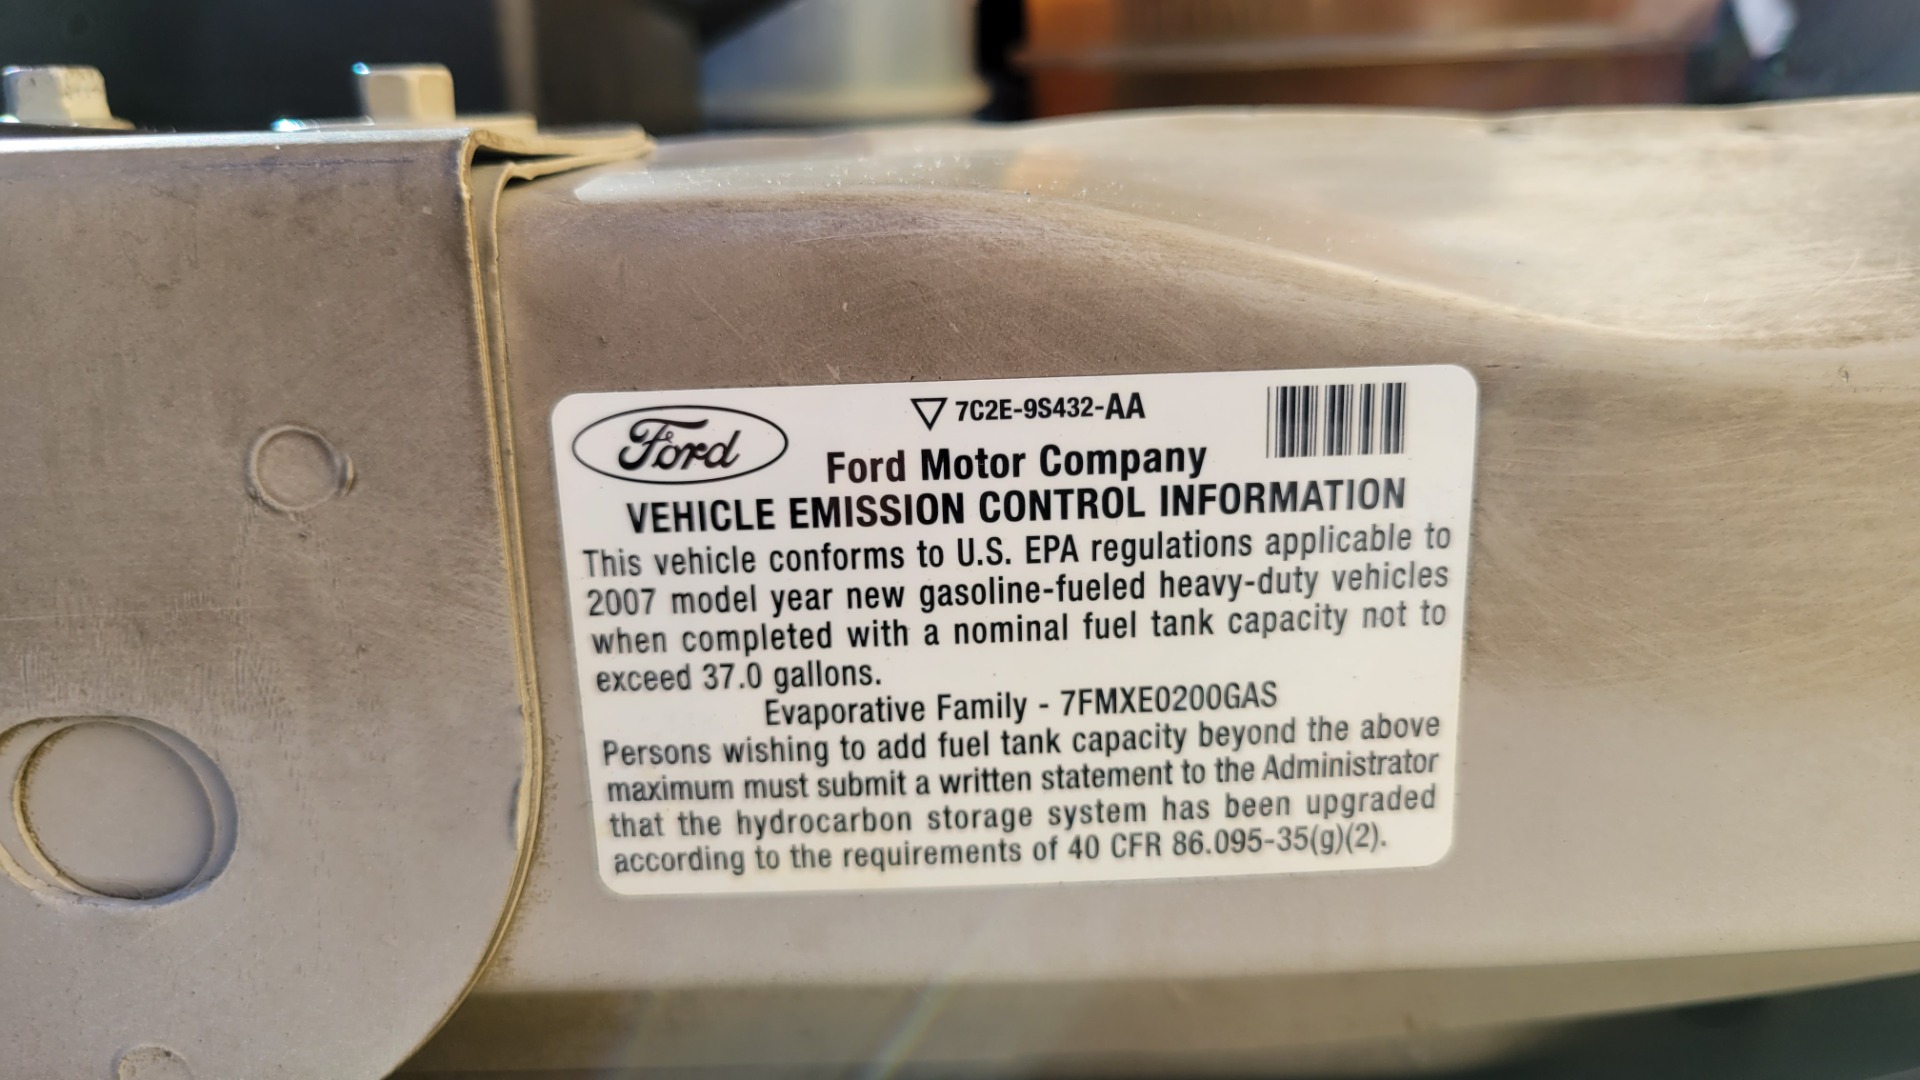 Ford
▽ 7C2E-9S432-AA
Ford Motor Company
VEHICLE EMISSION CONTROL INFORMATION
This vehicle conforms to U.S. EPA regulations applicable to
2007 model year new gasoline-fueled heavy-duty vehicles
when completed with a nominal fuel tank capacity not to
exceed 37.0 gallons.
Evaporative Family - 7FMXE0200GAS
Persons wishing to add fuel tank capacity beyond the above
maximum must submit a written statement to the Administrator
that the hydrocarbon storage system has been upgraded
according to the requirements of 40 CFR 86.095-35(g)(2).